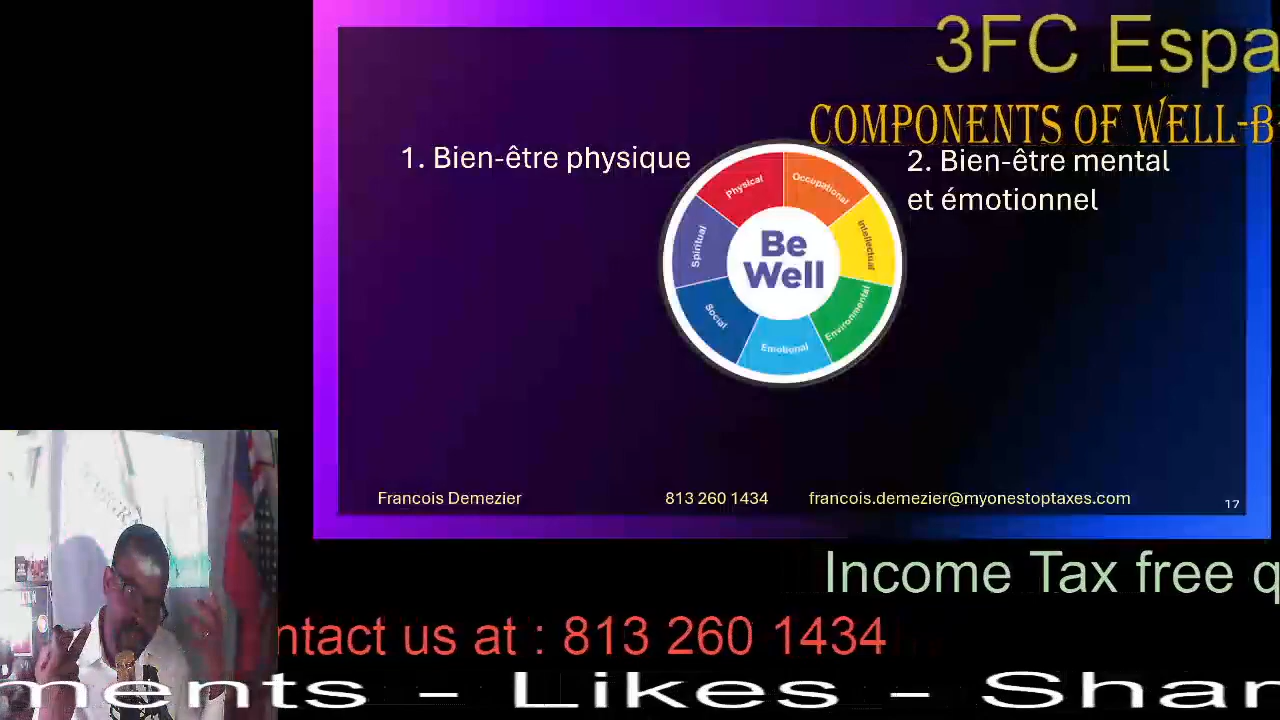 3FC Espa
COMPONENTS OF WELL-B
1. Bien-être physique
2. Bien-être mental
et émotionnel
Physical
Occupational
Intellectual
Environmental
Emotional
Social
Spiritual
Be
Well
Francois Demezier 813 260 1434 francois.demezier@myonestoptaxes.com
17
Income Tax free q
ntact us at : 813 260 1434
ments - Likes - Shar